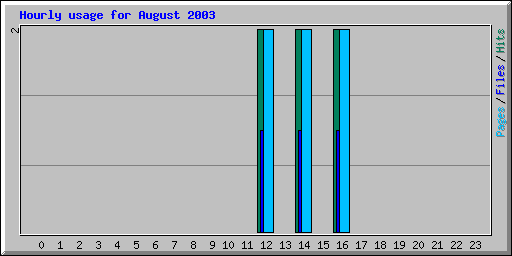 Hourly usage for August 2003
2
Pages/Files/Hits
0 1 2 3 4 5 6 7 8 9 10 11 12 13 14 15 16 17 18 19 20 21 22 23